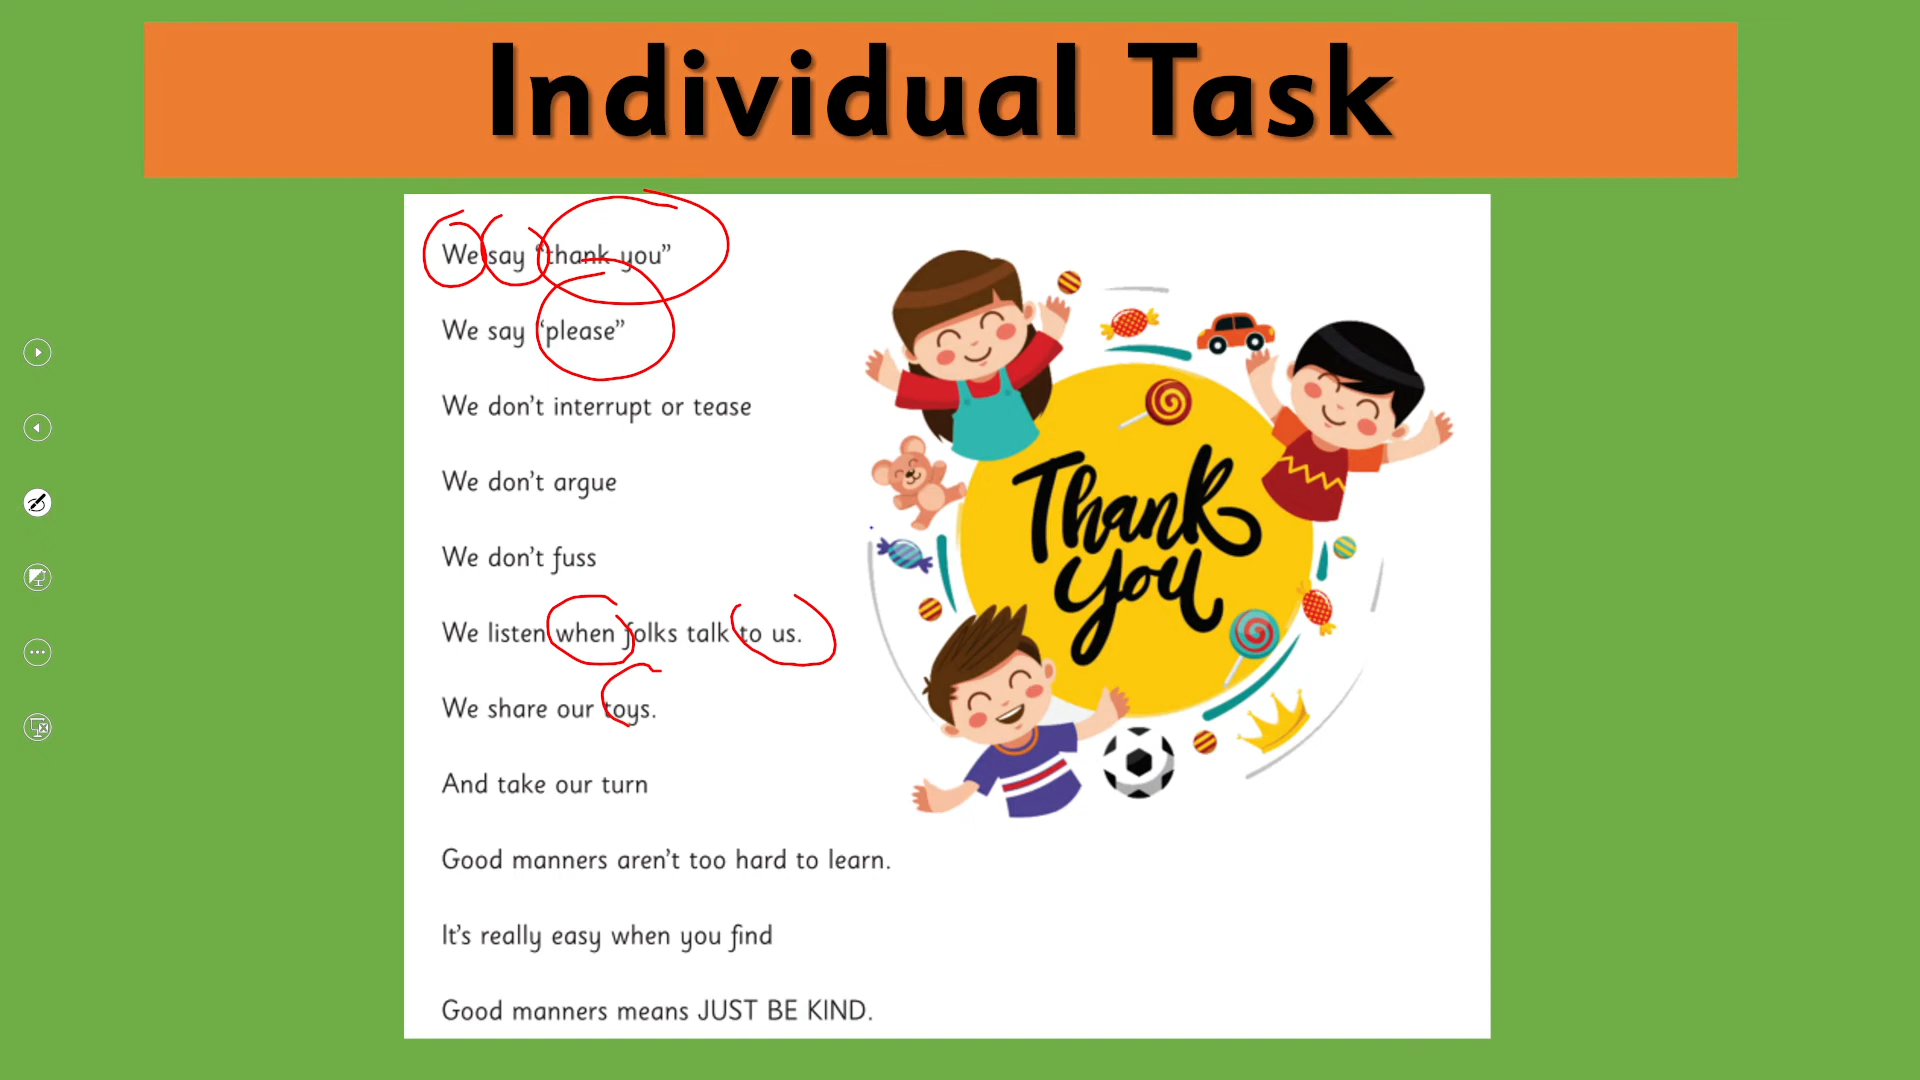 Individual Task
We say “thank you”
We say “please”
We don’t interrupt or tease
We don’t argue
We don’t fuss
We listen when folks talk to us.
We share our toys.
And take our turn
Good manners aren’t too hard to learn.
It’s really easy when you find
Good manners means JUST BE KIND.
Thank
you